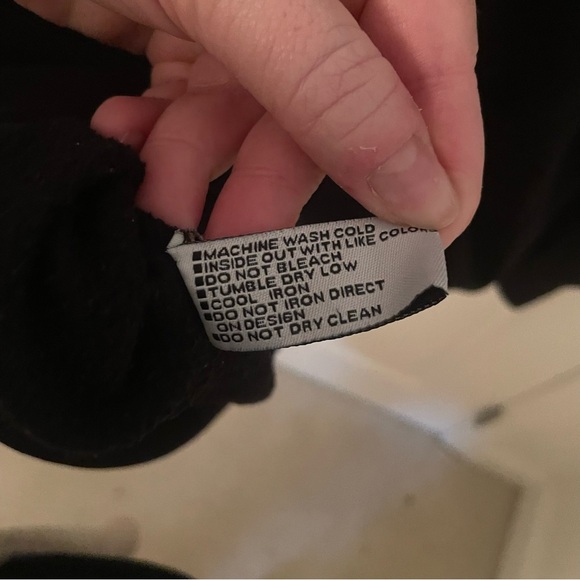 ■MACHINE WASH COLD
■INSIDE OUT WITH LIKE COLORS
■DO NOT BLEACH
■TUMBLE DRY LOW
■COOL IRON
■DO NOT IRON DIRECT
ON DESIGN
■DO NOT DRY CLEAN